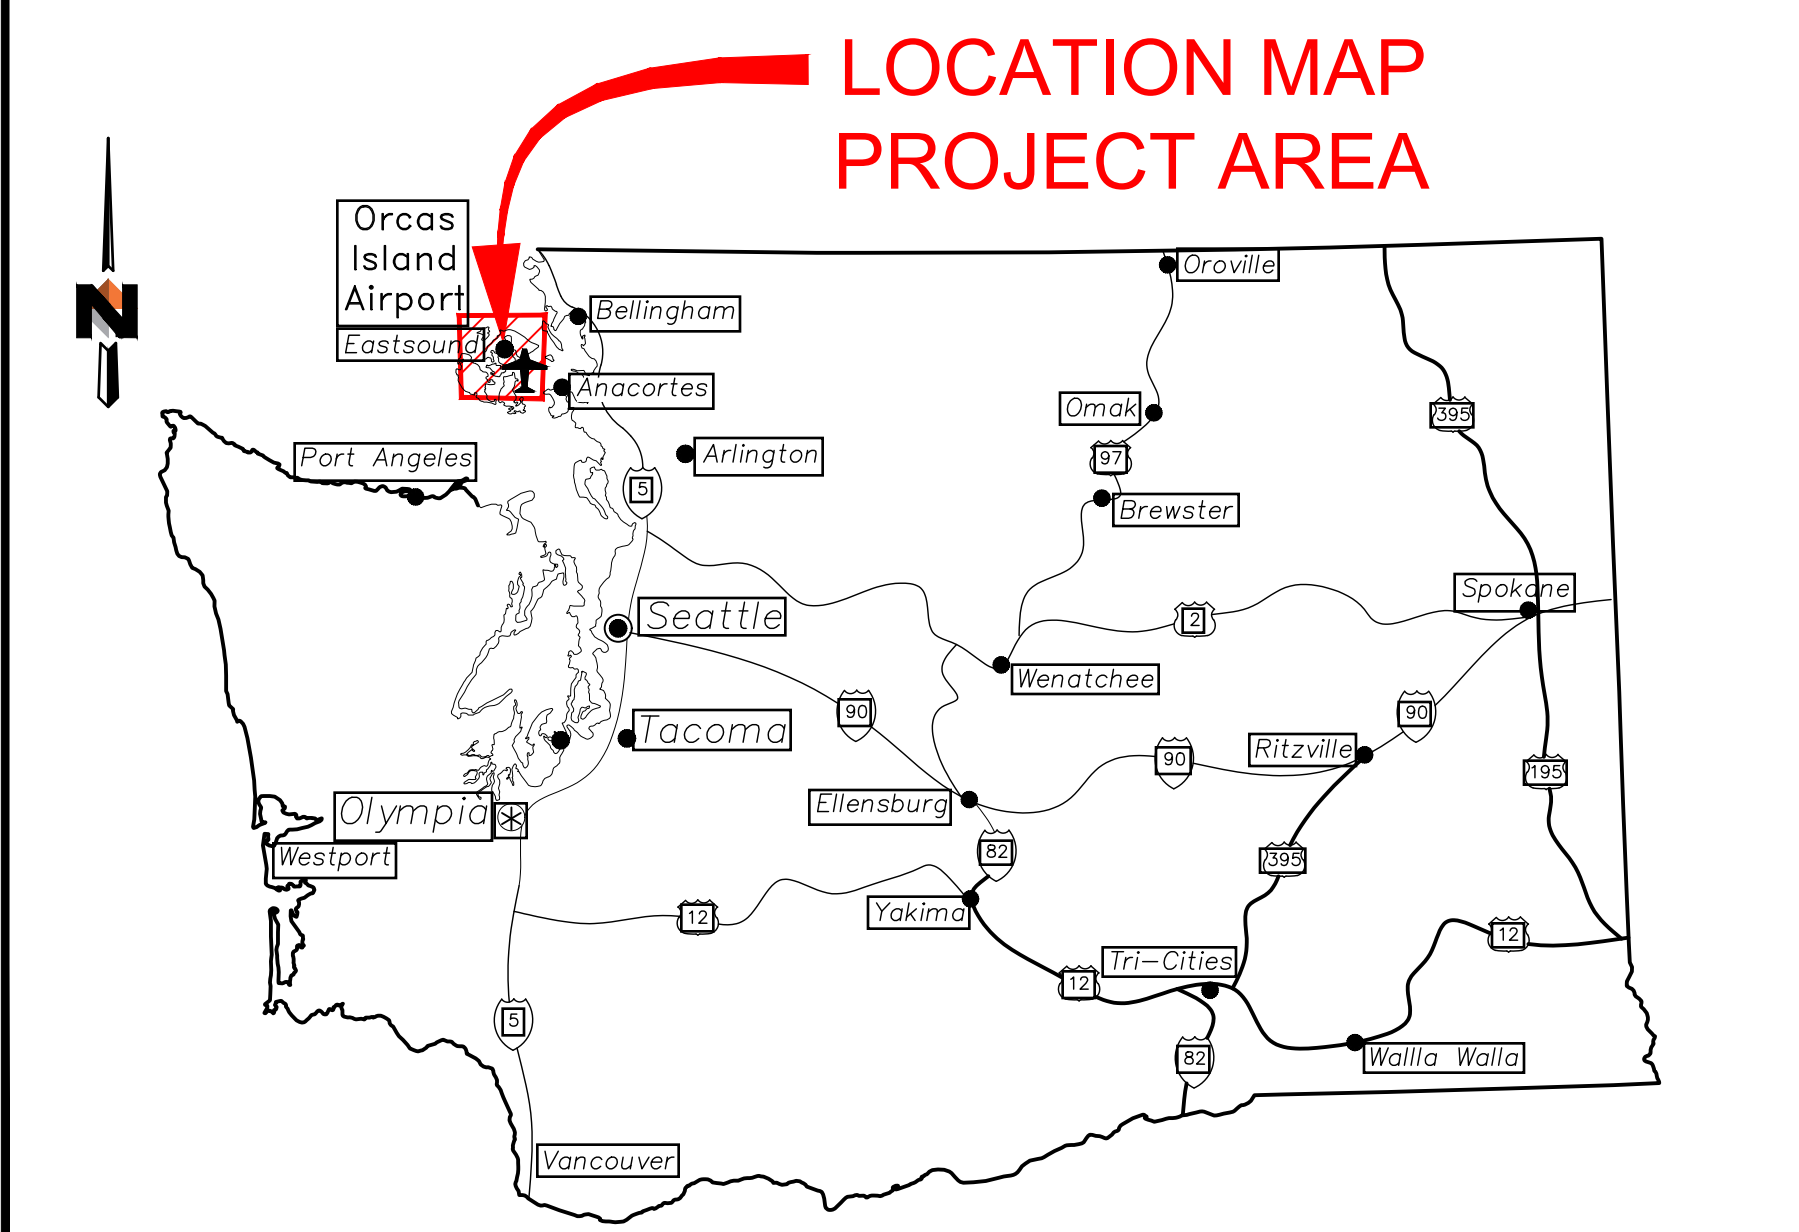 LOCATION MAP
PROJECT AREA
Orcas
Island
Airport
N
Oroville
Bellingham
Eastsound
Anacortes
Omak
395
Port Angeles
Arlington
97
5
Brewster
Spokane
Seattle
2
Wenatchee
90
90
Tacoma
Ritzville
90
195
Ellensburg
Olympia
82
Westport
395
Yakima
12
12
Tri-Cities
12
5
82
Wallla Walla
Vancouver